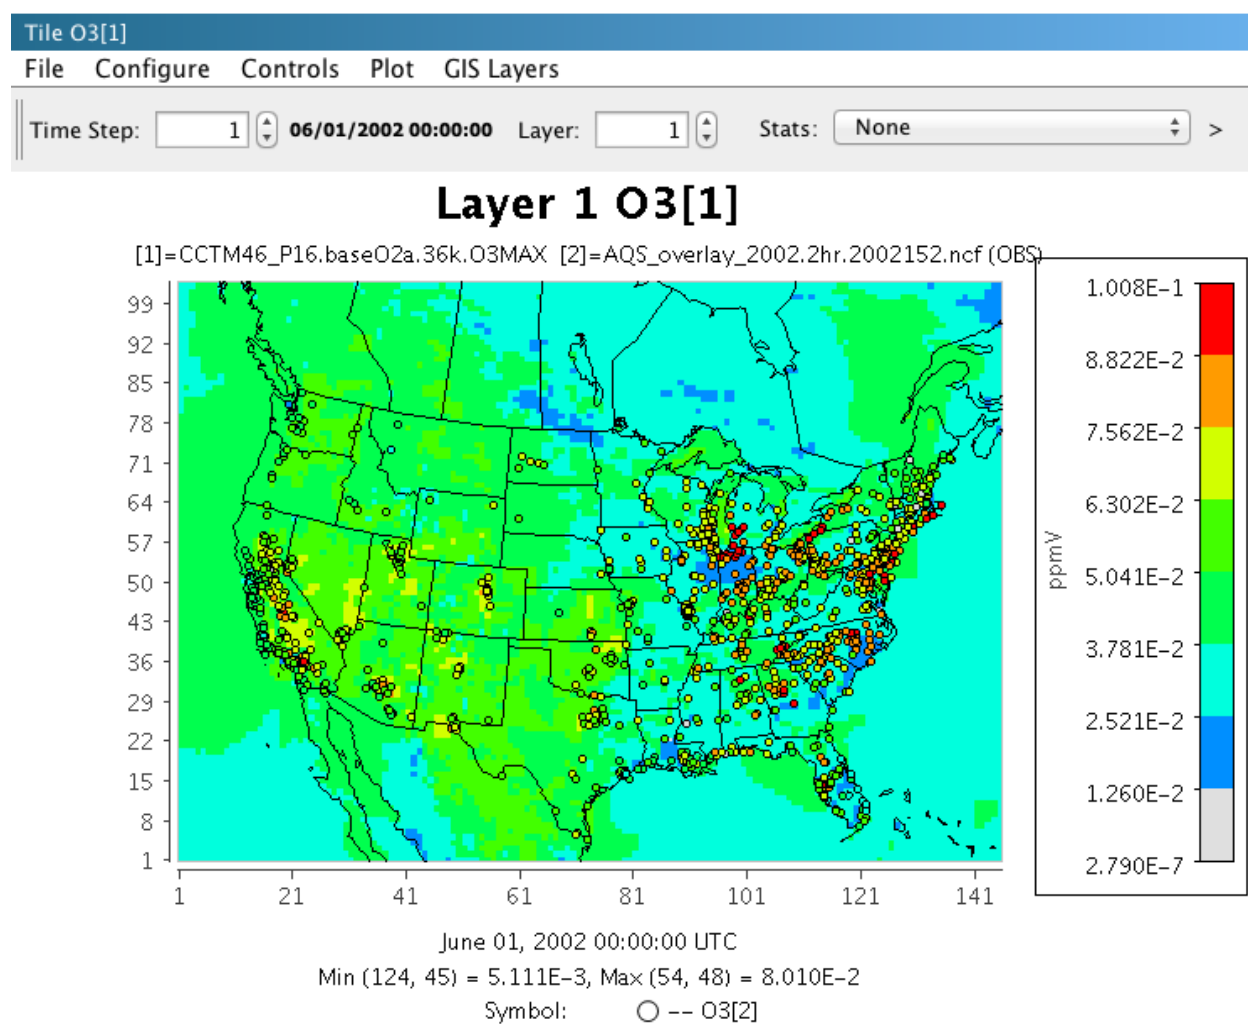 Tile O3[1]
File Configure Controls Plot GIS Layers
Time Step: 1 06/01/2002 00:00:00 Layer: 1 Stats: None >
Layer 1 O3[1]
[1]=CCTM46_P16.baseO2a.36k.O3MAX [2]=AQS_overlay_2002.2hr.2002152.ncf (OBS)
99
92
85
78
71
64
57
50
43
36
29
22
15
8
1
1 21 41 61 81 101 121 141
1.008E-1
8.822E-2
7.562E-2
6.302E-2
5.041E-2
3.781E-2
2.521E-2
1.260E-2
2.790E-7
ppmV
June 01, 2002 00:00:00 UTC
Min (124, 45) = 5.111E-3, Max (54, 48) = 8.010E-2
Symbol: -- O3[2]